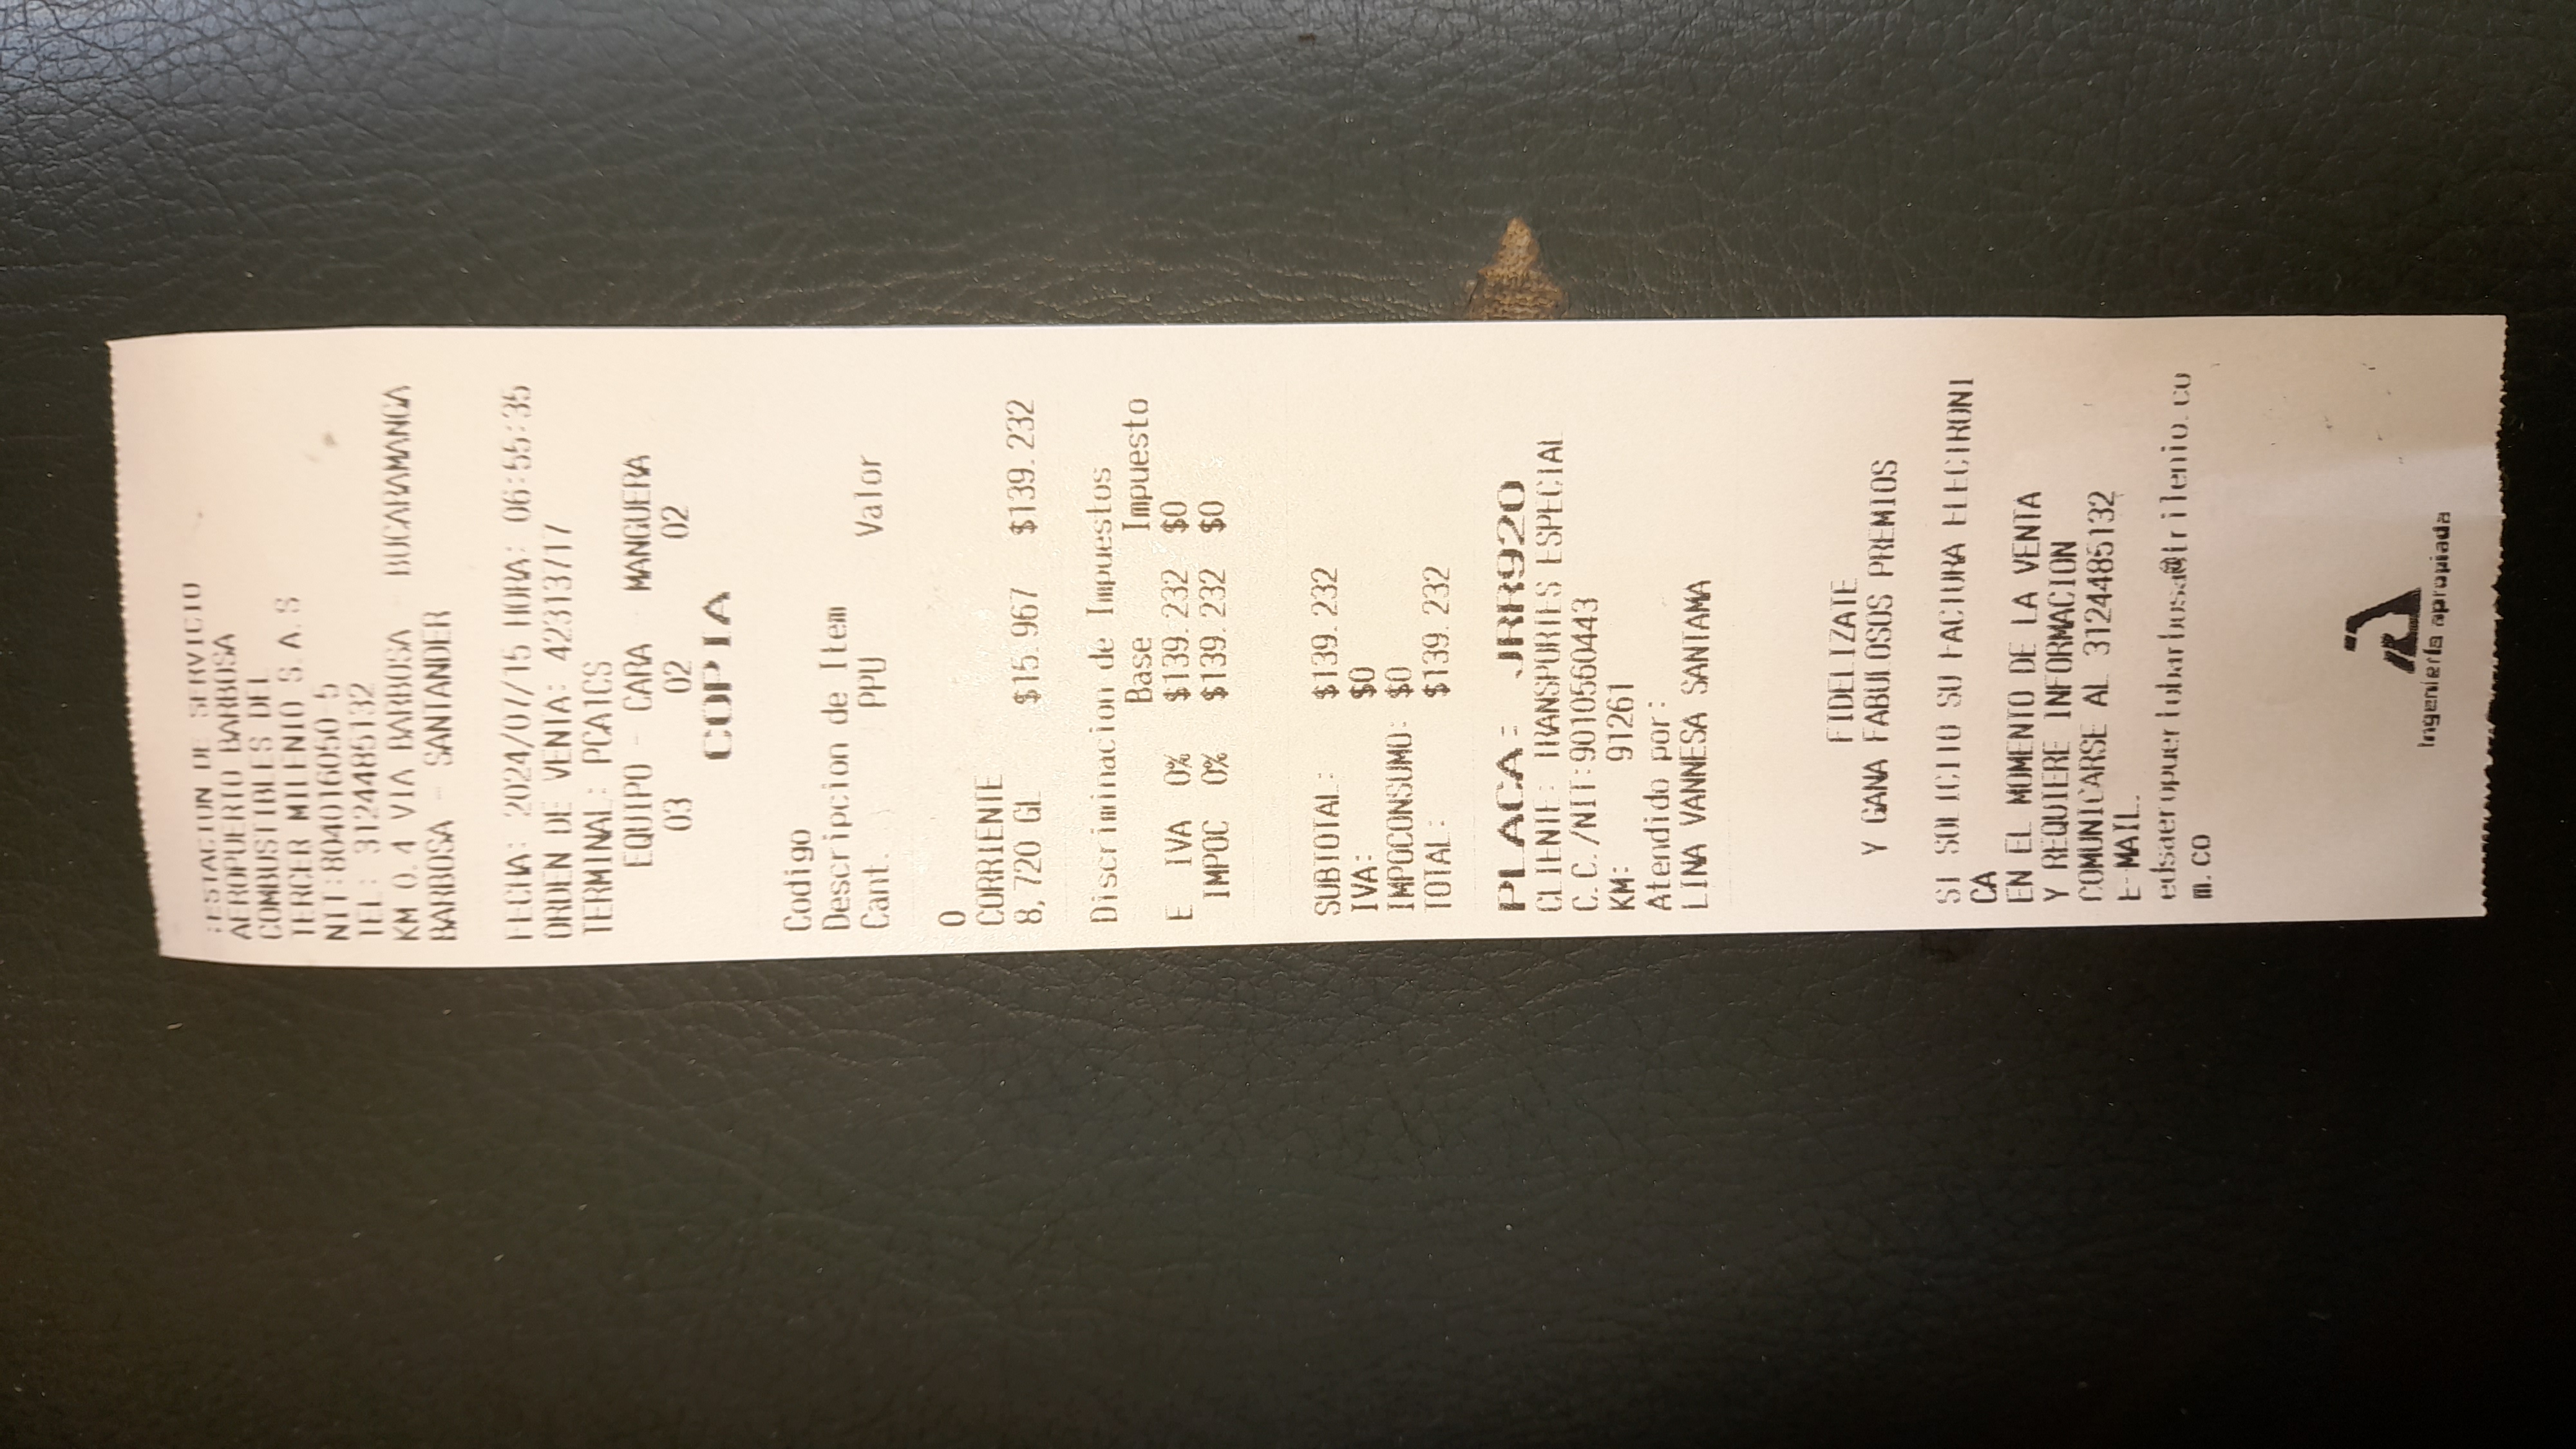 :ESTACION DE SERVICIO
AEROPUERTO BARBOSA
COMBUSTIBLES DEL
TERCER MILENIO S.A.S
NIT:804016050-5
TEL: 3124485132
KM 0.4 VIA BARBOSA - BUCARAMANGA
BARBOSA - SANTANDER
FECHA: 2024/07/15 HORA: 06:55:35
ORDEN DE VENTA: 42313717
TERMINAL: PCA1GS
EQUIPO - CARA - MANGUERA
03 02 02
COPIA
Codigo
Descripcion de Item
Cant. PPU Valor
0
CORRIENTE
8,720 GL $15.967 $139.232
Discriminacion de Impuestos
Base Impuesto
E IVA 0% $139.232 $0
IMPOC 0% $139.232 $0
SUBTOTAL: $139.232
IVA: $0
IMPOCONSUMO: $0
TOTAL: $139.232
PLACA: JRR920
CLIENTE: TRANSPORTES ESPECIAL
C.C./NIT:9010560443
KM: 91261
Atendido por:
LINA VANNESA SANTAMA
FIDELIZATE
Y GANA FABULOSOS PREMIOS
SI SOLICITO SU FACTURA ELECTRONI
CA
EN EL MOMENTO DE LA VENTA
Y REQUIERE INFORMACION
COMUNICARSE AL 3124485132
E-MAIL.
edsaeropuertobarbosa@trilenio.co
m.co
Ingeniería apropiada